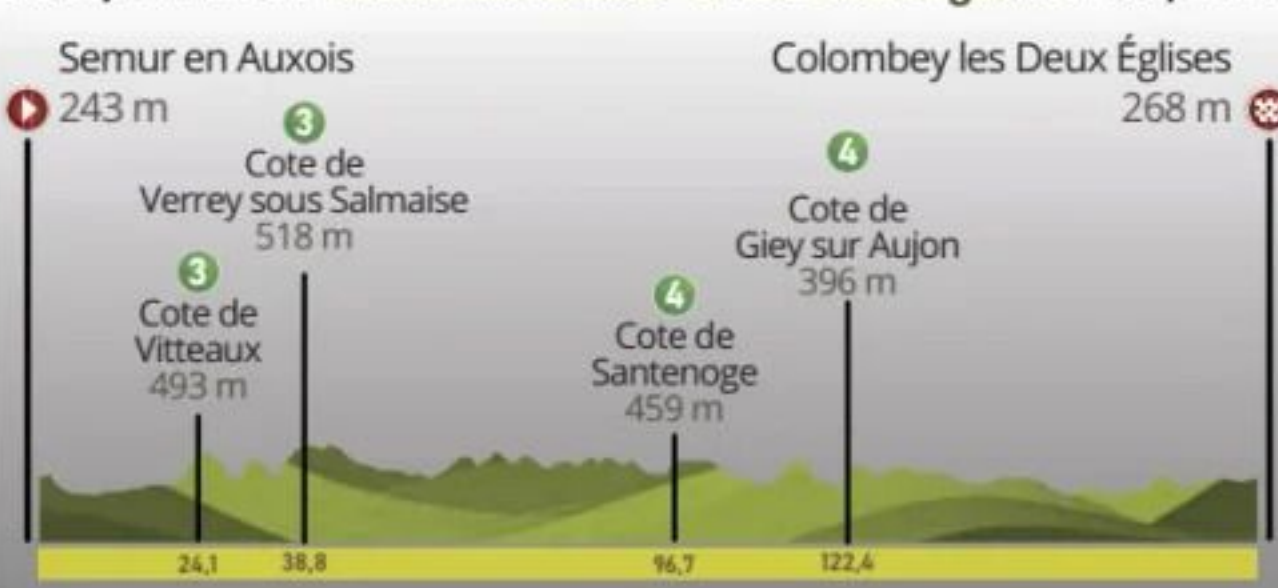 Semur en Auxois
243 m
Colombey les Deux Églises
268 m
3
Cote de
Verrey sous Salmaise
518 m
3
Cote de
Vitteaux
493 m
4
Cote de
Santenoge
459 m
4
Cote de
Giey sur Aujon
396 m
24,1
38,8
96,7
122,4